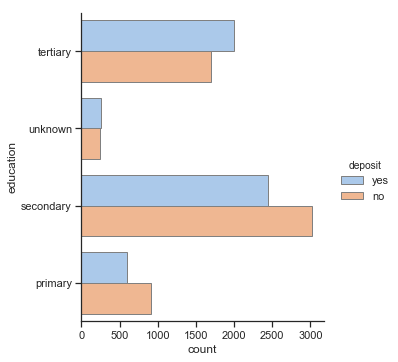 tertiary
unknown
secondary
primary
education
0 500 1000 1500 2000 2500 3000
count
deposit
yes
no